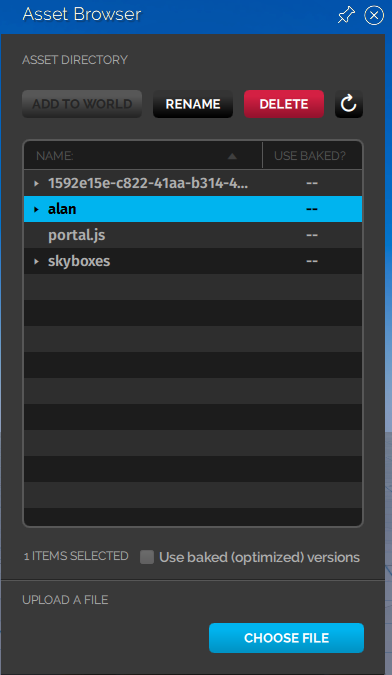 Asset Browser
ASSET DIRECTORY
ADD TO WORLD RENAME DELETE
NAME: USE BAKED?
1592e15e-c822-41aa-b314-4... --
alan --
portal.js
skyboxes --
1 ITEMS SELECTED Use baked (optimized) versions
UPLOAD A FILE
CHOOSE FILE